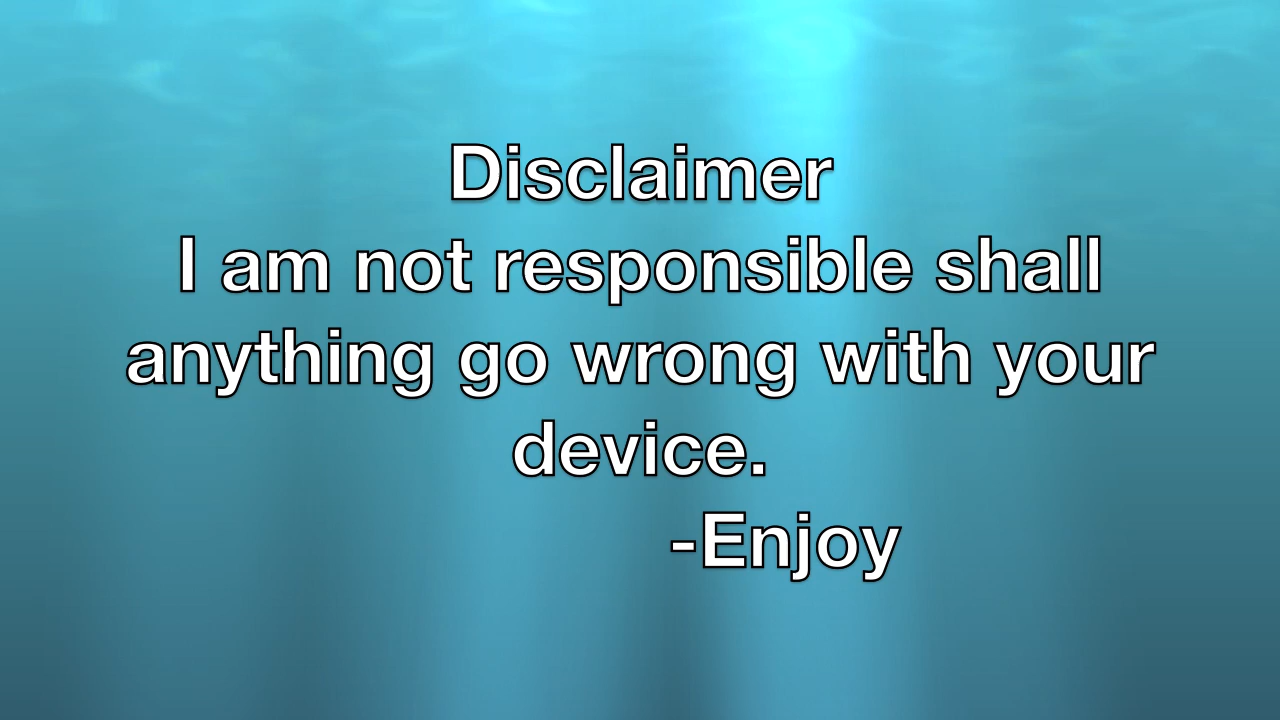 Disclaimer
I am not responsible shall
anything go wrong with your
device.
-Enjoy